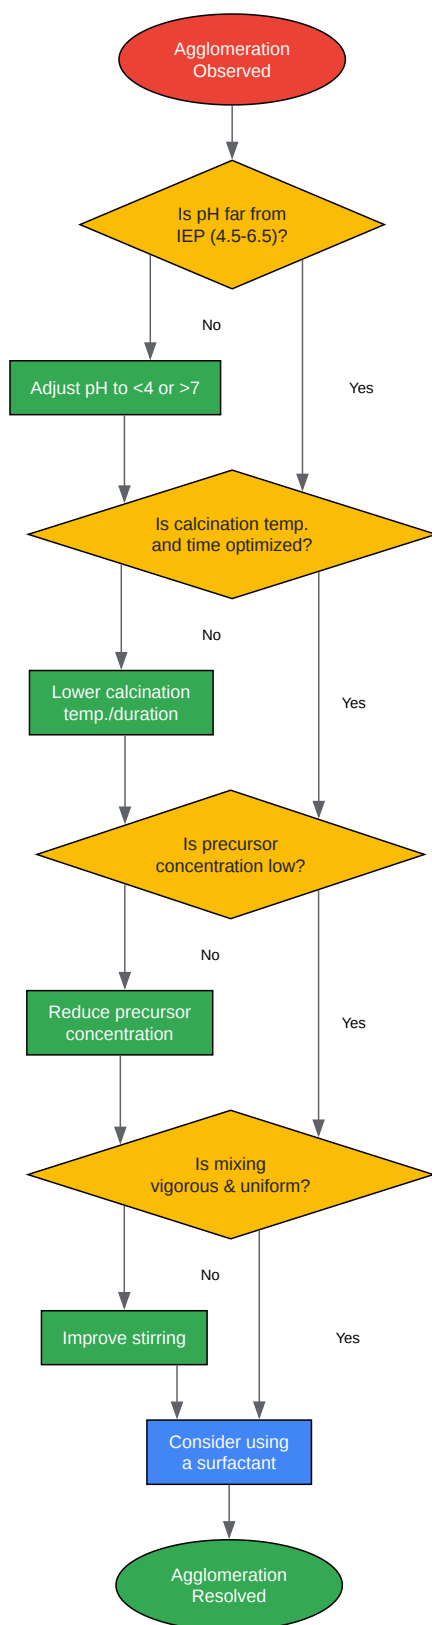 Agglomeration
Observed
Is pH far from
IEP (4.5-6.5)?
No
Adjust pH to <4 or >7
Yes
Is calcination temp.
and time optimized?
No
Lower calcination
temp./duration
Yes
Is precursor
concentration low?
No
Reduce precursor
concentration
Yes
Is mixing
vigorous & uniform?
No
Improve stirring
Yes
Consider using
a surfactant
Agglomeration
Resolved